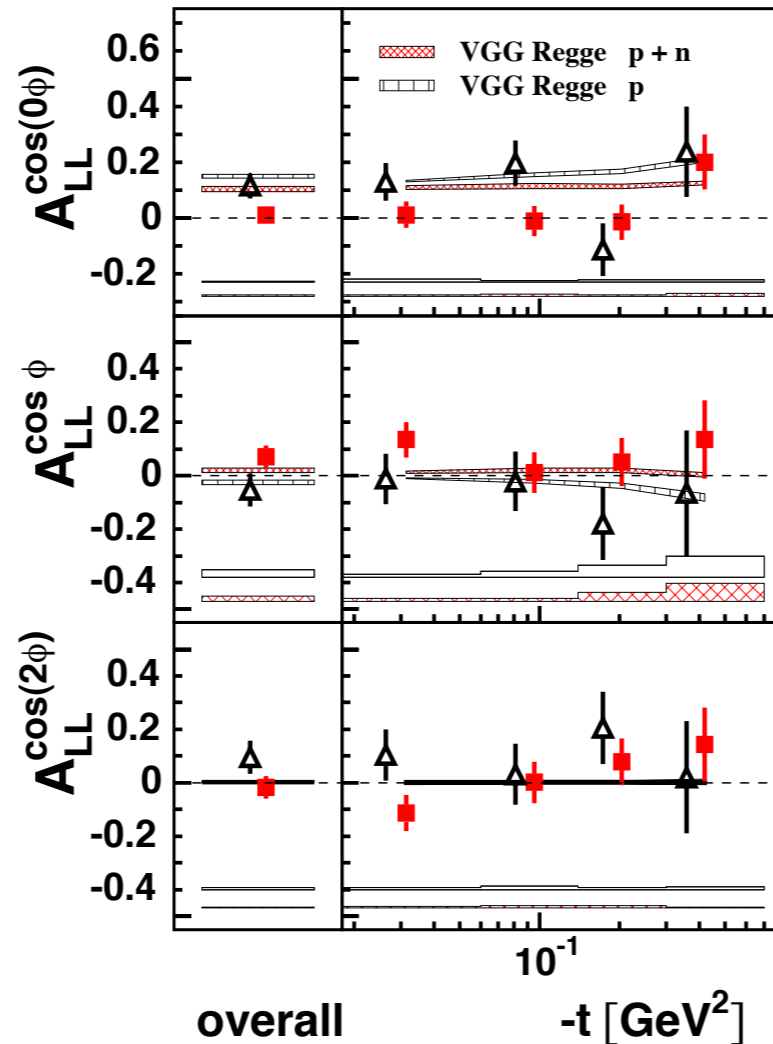 VGG Regge p + n
VGG Regge p
A_LL^cos(0ϕ)
0.6
0.4
0.2
0
-0.2
A_LL^cos ϕ
0.4
0.2
0
-0.2
-0.4
A_LL^cos(2ϕ)
0.4
0.2
0
-0.2
-0.4
10^-1
overall
-t [GeV^2]